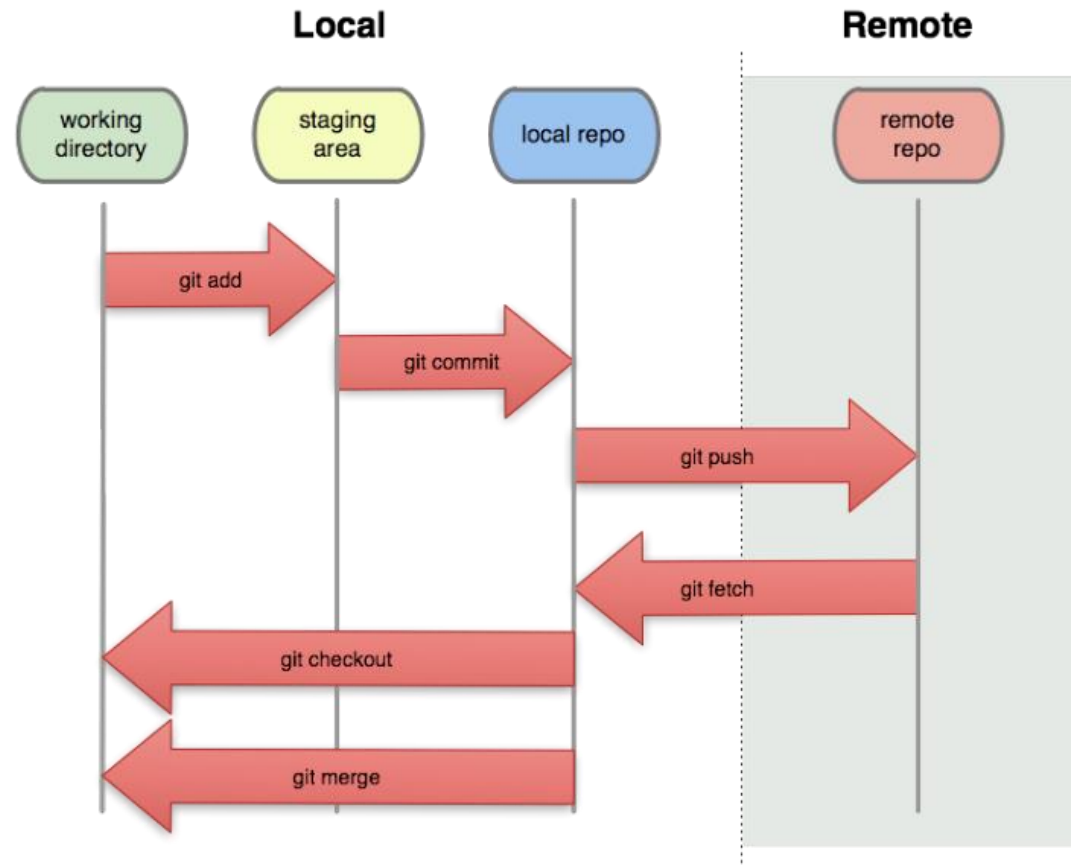 Local
Remote
working
directory
staging
area
local repo
remote
repo
git add
git commit
git push
git fetch
git checkout
git merge